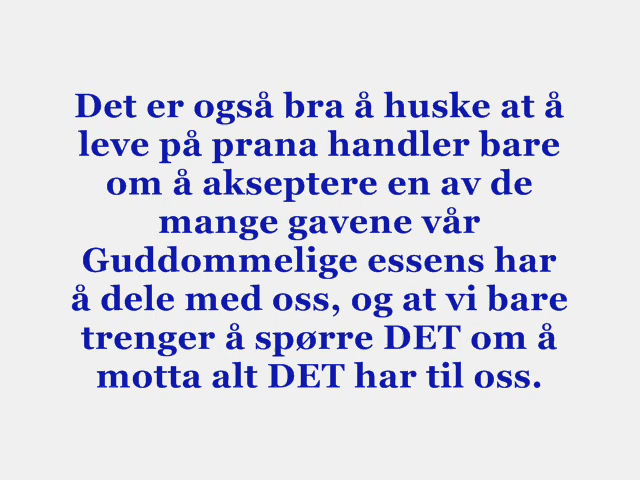 Det er også bra å huske at å
leve på prana handler bare
om å akseptere en av de
mange gavene vår
Guddommelige essens har
å dele med oss, og at vi bare
trenger å spørre DET om å
motta alt DET har til oss.